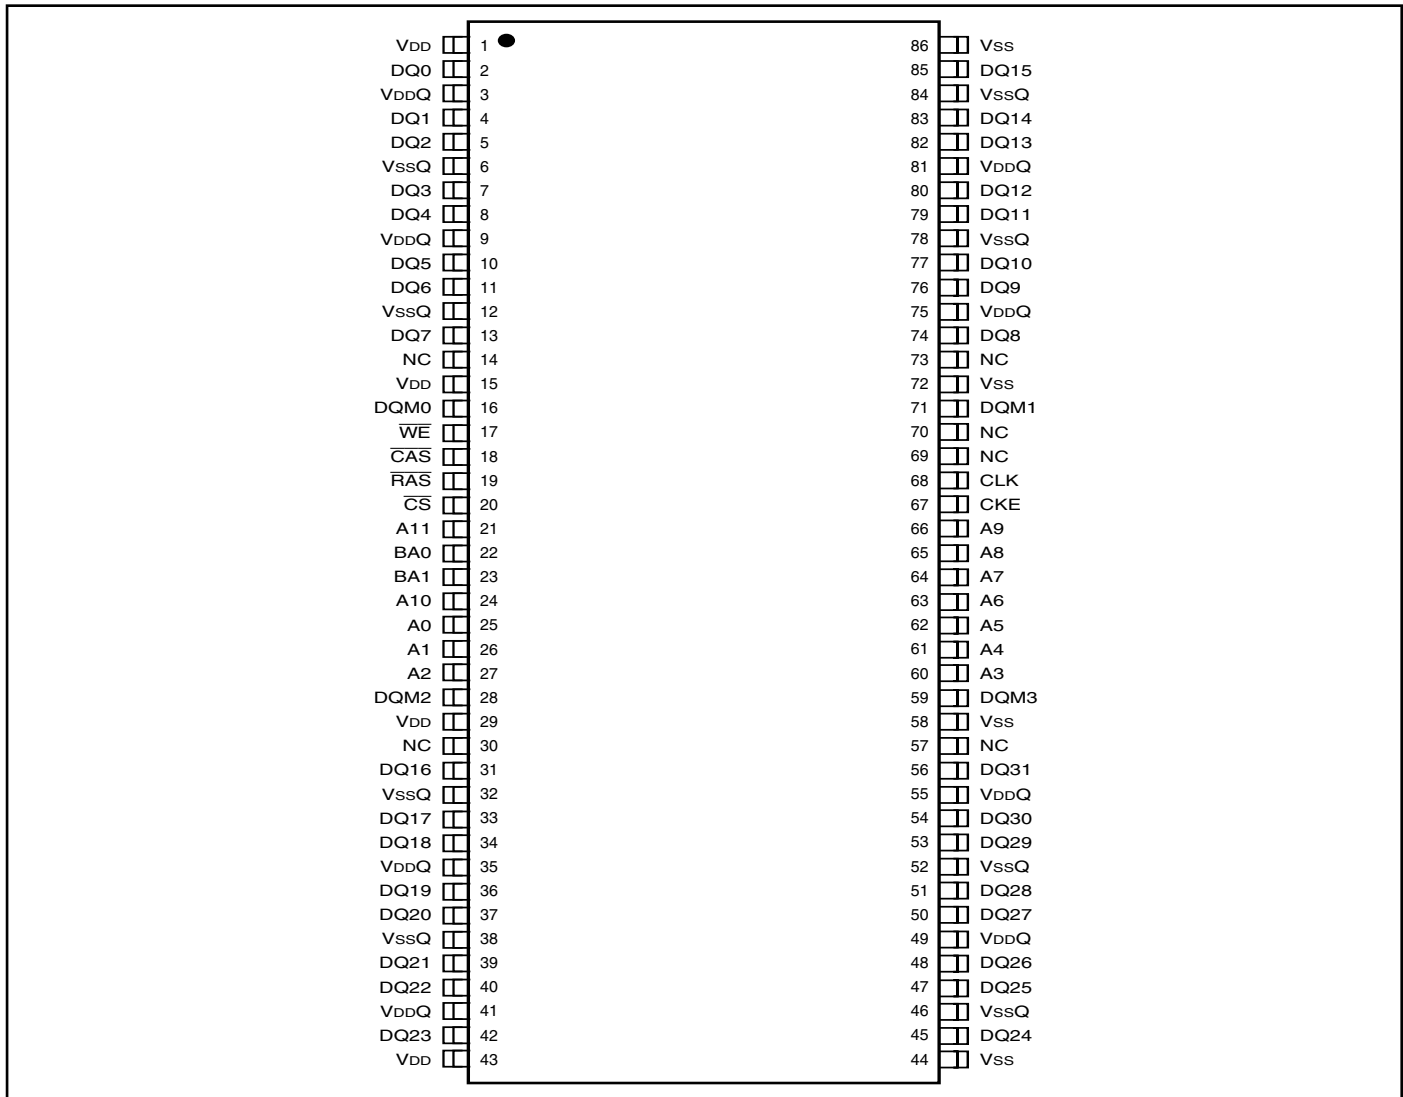 VDD 1 86 VSS
DQ0 2 85 DQ15
VDDQ 3 84 VSSQ
DQ1 4 83 DQ14
DQ2 5 82 DQ13
VSSQ 6 81 VDDQ
DQ3 7 80 DQ12
DQ4 8 79 DQ11
VDDQ 9 78 VSSQ
DQ5 10 77 DQ10
DQ6 11 76 DQ9
VSSQ 12 75 VDDQ
DQ7 13 74 DQ8
NC 14 73 NC
VDD 15 72 VSS
DQM0 16 71 DQM1
W̅E̅ 17 70 NC
C̅A̅S̅ 18 69 NC
R̅A̅S̅ 19 68 CLK
C̅S̅ 20 67 CKE
A11 21 66 A9
BA0 22 65 A8
BA1 23 64 A7
A10 24 63 A6
A0 25 62 A5
A1 26 61 A4
A2 27 60 A3
DQM2 28 59 DQM3
VDD 29 58 VSS
NC 30 57 NC
DQ16 31 56 DQ31
VSSQ 32 55 VDDQ
DQ17 33 54 DQ30
DQ18 34 53 DQ29
VDDQ 35 52 VSSQ
DQ19 36 51 DQ28
DQ20 37 50 DQ27
VSSQ 38 49 VDDQ
DQ21 39 48 DQ26
DQ22 40 47 DQ25
VDDQ 41 46 VSSQ
DQ23 42 45 DQ24
VDD 43 44 VSS